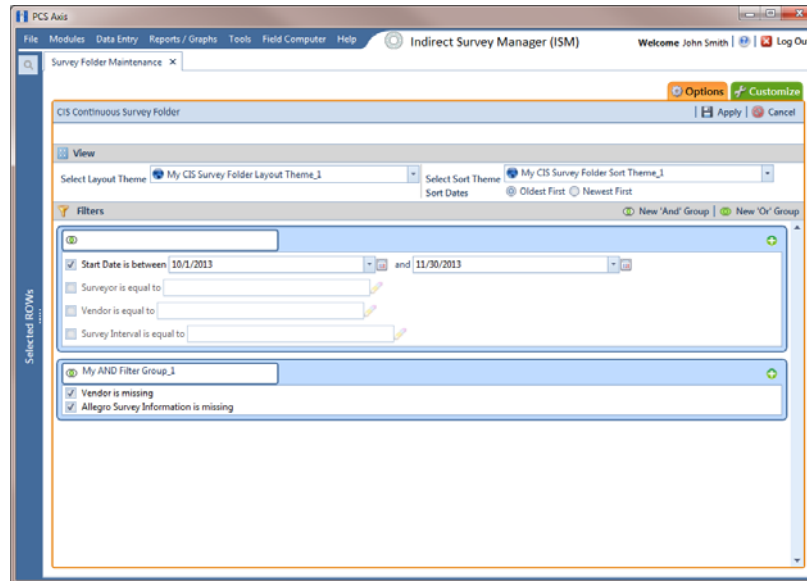 PCS Axis
File Modules Data Entry Reports / Graphs Tools Field Computer Help Indirect Survey Manager (ISM) Welcome John Smith Log Ou
Survey Folder Maintenance X
Options Customize
CIS Continuous Survey Folder Apply Cancel
View
Select Layout Theme My CIS Survey Folder Layout Theme_1 Select Sort Theme My CIS Survey Folder Sort Theme_1
Sort Dates Oldest First Newest First
Filters New 'And' Group New 'Or' Group
Start Date is between 10/1/2013 and 11/30/2013
Surveyor is equal to
Vendor is equal to
Survey Interval is equal to
My AND Filter Group_1
Vendor is missing
Allegro Survey Information is missing
Selected ROWs